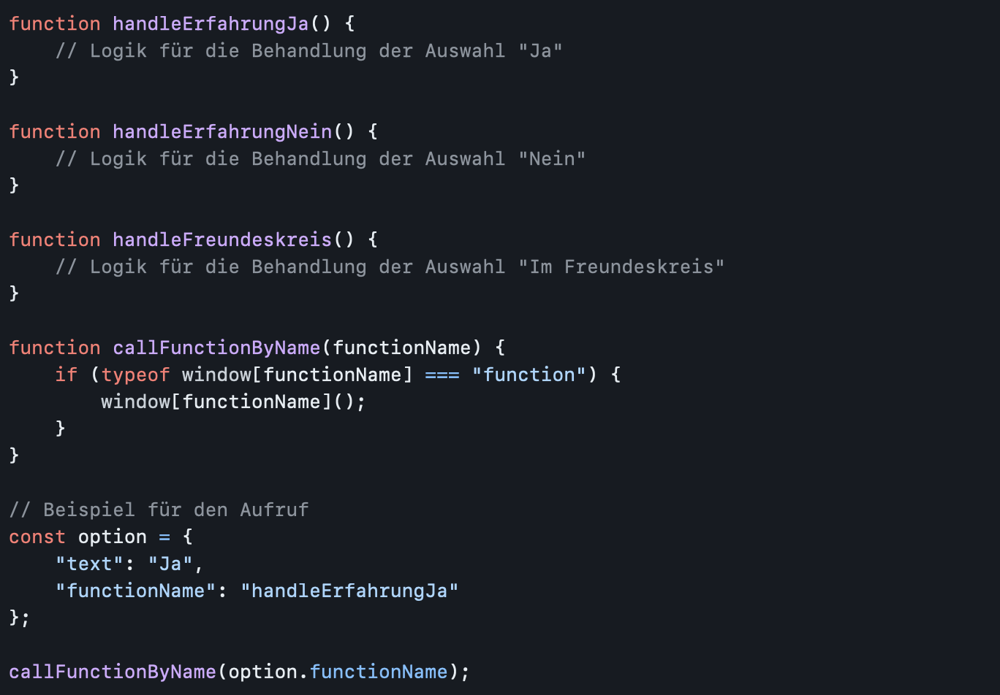 function handleErfahrungJa() {
    // Logik für die Behandlung der Auswahl "Ja"
}

function handleErfahrungNein() {
    // Logik für die Behandlung der Auswahl "Nein"
}

function handleFreundeskreis() {
    // Logik für die Behandlung der Auswahl "Im Freundeskreis"
}

function callFunctionByName(functionName) {
    if (typeof window[functionName] === "function") {
        window[functionName]();
    }
}

// Beispiel für den Aufruf
const option = {
    "text": "Ja",
    "functionName": "handleErfahrungJa"
};

callFunctionByName(option.functionName);